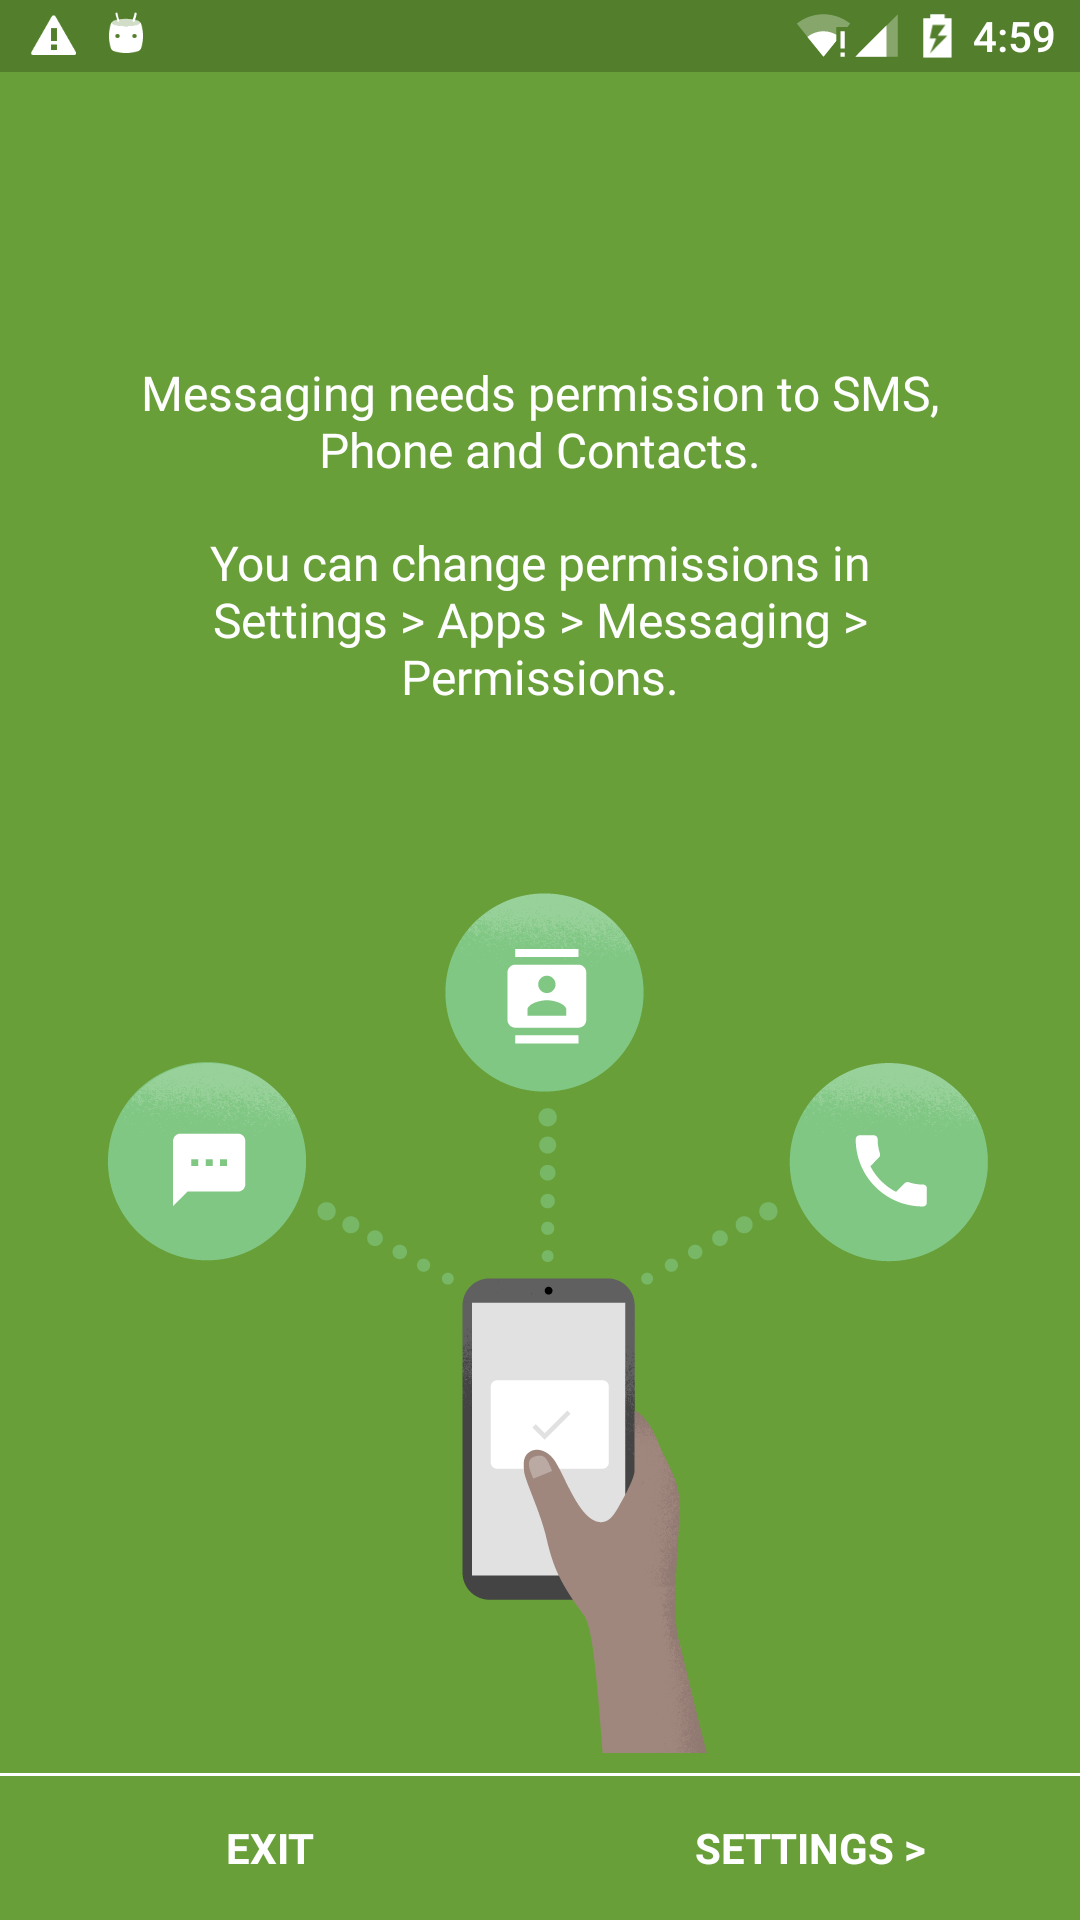 4:59
Messaging needs permission to SMS,
Phone and Contacts.
You can change permissions in
Settings > Apps > Messaging >
Permissions.
EXIT
SETTINGS >